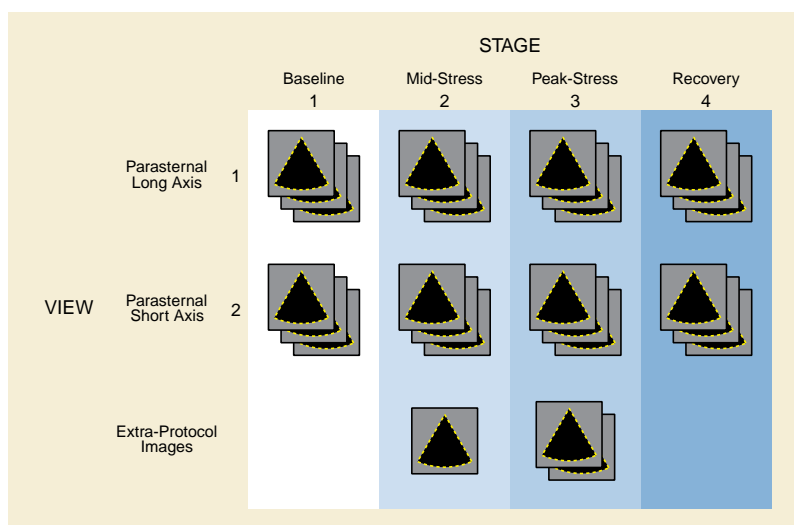 STAGE
Baseline
Mid-Stress
Peak-Stress
Recovery
1
2
3
4
Parasternal
Long Axis
1
VIEW
Parasternal
Short Axis
2
Extra-Protocol
Images